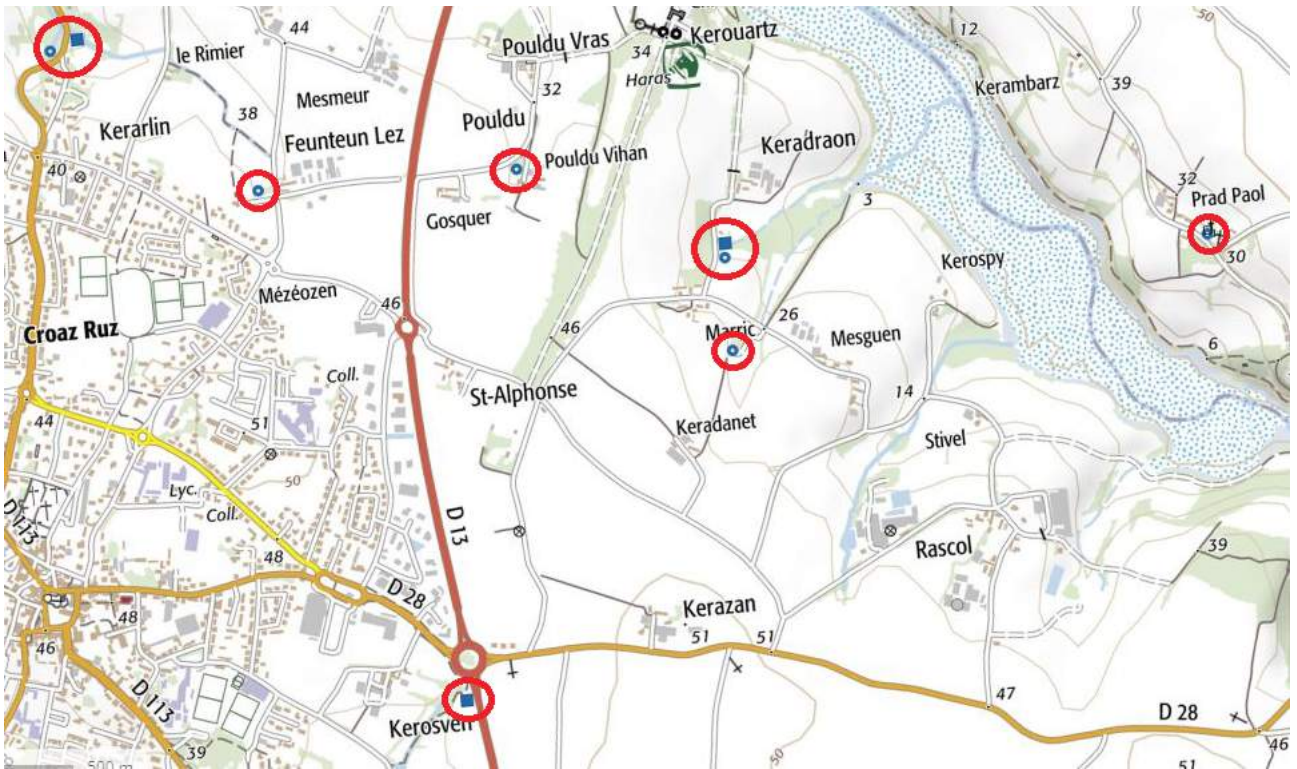 12
50
44
Pouldu Vras
34
Kerouartz
le Rimier
Haras
39
Kerambarz
32
Mesmeur
38
Pouldu
Kerarlin
Feunteun Lez
Keradraon
40
Pouldu Vihan
32
Prad Paol
3
Gosquer
30
Kerospy
Mézéozen
46
26
Croaz Ruz
46
Marric
Mesguen
6
Coll.
St-Alphonse
14
44
51
Keradanet
Stivel
50
Lyc.
Coll.
D 113
D 13
48
Rascol
39
D 28
Kerazan
48
51
51
46
47
D 113
D 28
Kerosven
46
39
50
51
500 m